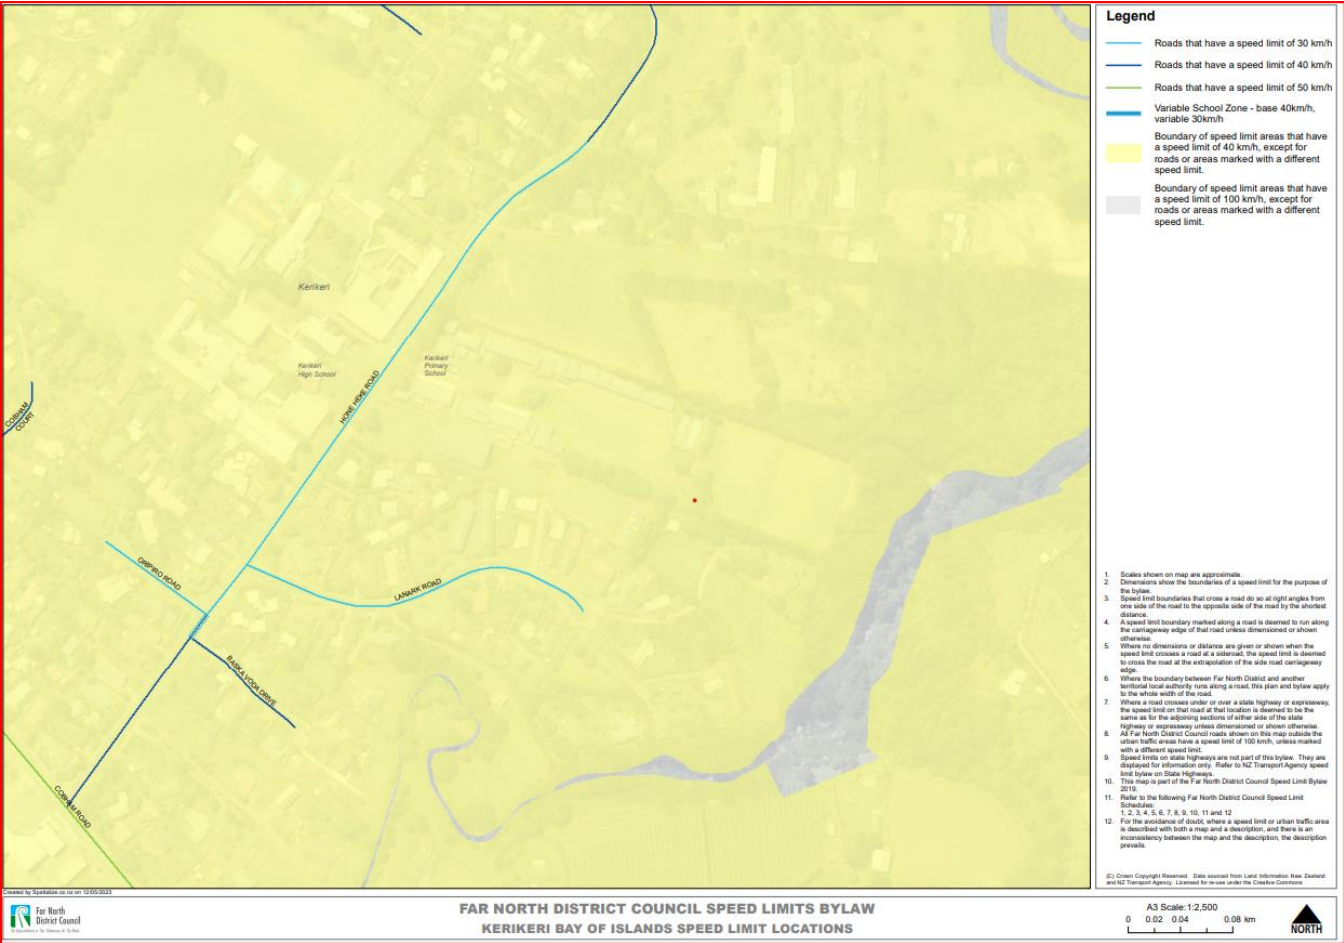 Kerikeri
Kerikeri
High School
Kerikeri
Primary
School
HONE HEKE ROAD
COBHAM
COURT
ORIPIRO ROAD
LANARK ROAD
BASKA VODA DRIVE
COBHAM ROAD
Legend
Roads that have a speed limit of 30 km/h
Roads that have a speed limit of 40 km/h
Roads that have a speed limit of 50 km/h
Variable School Zone - base 40km/h,
variable 30km/h
Boundary of speed limit areas that have
a speed limit of 40 km/h, except for
roads or areas marked with a different
speed limit.
Boundary of speed limit areas that have
a speed limit of 100 km/h, except for
roads or areas marked with a different
speed limit.
1. Scales shown on map are approximate.
2. Dimensions show the boundaries of a speed limit for the purpose of
the bylaw.
3. Speed limit boundaries that cross a road do so at right angles from
one side of the road to the opposite side of the road by the shortest
distance.
4. A speed limit boundary marked along a road is deemed to run along
the carriageway edge of that road unless dimensioned or shown
otherwise.
5. Where no dimensions or distance are given or shown when the
speed limit crosses a road at a sideroad, the speed limit is deemed
to cross the road at the extrapolation of the side road carriageway
edge.
6. Where the boundary between Far North District and another
territorial local authority runs along a road, this plan and bylaw apply
to the whole width of the road.
7. Where a road crosses under or over a state highway or expressway,
the speed limit on that road at that location is deemed to be the
same as for the adjoining sections of either side of the state
highway or expressway unless dimensioned or shown otherwise.
8. All Far North District Council roads shown on this map outside the
urban traffic areas have a speed limit of 100 km/h, unless marked
with a different speed limit.
9. Speed limits on state highways are not part of this bylaw. They are
displayed for information only. Refer to NZ Transport Agency speed
limit bylaw on State Highways.
10. This map is part of the Far North District Council Speed Limit Bylaw
2019.
11. Refer to the following Far North District Council Speed Limit
Schedules:
1, 2, 3, 4, 5, 6, 7, 8, 9, 10, 11 and 12
12. For the avoidance of doubt, where a speed limit or urban traffic area
is described with both a map and a description, and there is an
inconsistency between the map and the description, the description
prevails.
(C) Crown Copyright Reserved. Data sourced from Land Information New Zealand
and NZ Transport Agency. Licensed for re-use under the Creative Commons
Created by Spatialize.co.nz on 12/05/2023
Far North
District Council
FAR NORTH DISTRICT COUNCIL SPEED LIMITS BYLAW
KERIKERI BAY OF ISLANDS SPEED LIMIT LOCATIONS
A3 Scale:1:2,500
0 0.02 0.04 0.08 km
NORTH